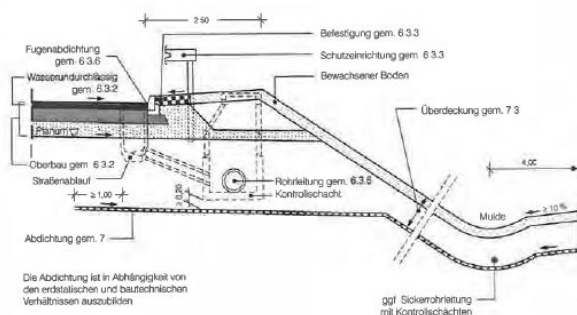 2 50
Befestigung gem. 6.3.3
Fugenabdichtung
gem. 6 3.6
Schutzeinrichtung gem 6 3.3
Wasserundurchlässig
gem. 6.3.2
Bewachsener Boden
Überdeckung gem. 7 3
Planum
Oberbau gem 6.3.2
4,00
Straßenablauf
Rohrleitung gem. 6 3.6
Kontrollschacht
≥ 1,00
≥ 0,20
Mulde
≥ 10 %
Abdichtung gem. 7
Die Abdichtung ist in Abhängigkeit von
den erdstatischen und bautechnischen
Verhältnissen auszubilden
ggf Sickerrohrleitung
mit Kontrollschächten